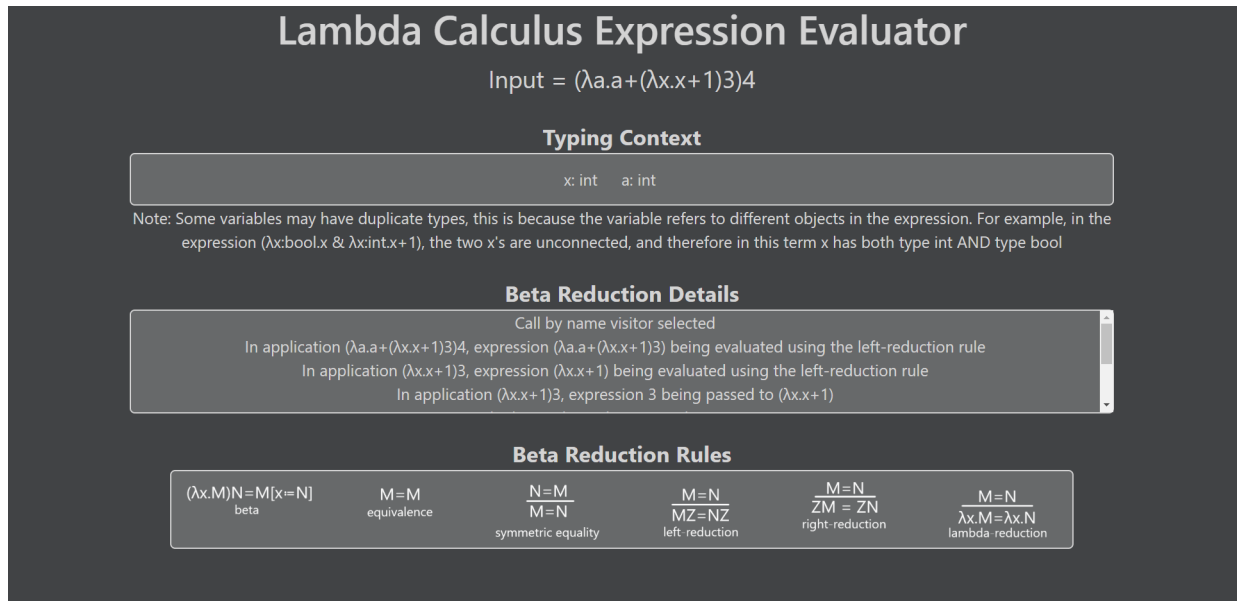 Lambda Calculus Expression Evaluator
Input = (λa.a+(λx.x+1)3)4
Typing Context
x: int a: int
Note: Some variables may have duplicate types, this is because the variable refers to different objects in the expression. For example, in the
expression (λx:bool.x & λx:int.x+1), the two x's are unconnected, and therefore in this term x has both type int AND type bool
Beta Reduction Details
Call by name visitor selected
In application (λa.a+(λx.x+1)3)4, expression (λa.a+(λx.x+1)3) being evaluated using the left-reduction rule
In application (λx.x+1)3, expression (λx.x+1) being evaluated using the left-reduction rule
In application (λx.x+1)3, expression 3 being passed to (λx.x+1)
Beta Reduction Rules
(λx.M)N=M[x≔N]
beta
M=M
equivalence
N=M
M=N
symmetric equality
M=N
MZ=NZ
left-reduction
M=N
ZM = ZN
right-reduction
M=N
λx.M=λx.N
lambda-reduction